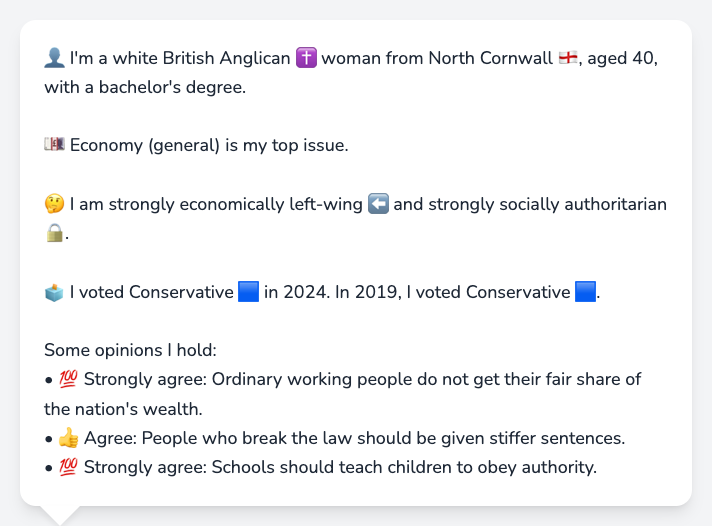 👤 I'm a white British Anglican ✝️ woman from North Cornwall 🏴󠁧󠁢󠁥󠁮󠁧󠁿, aged 40,
with a bachelor's degree.
💷 Economy (general) is my top issue.
🤔 I am strongly economically left-wing ⬅️ and strongly socially authoritarian
🔒.
🗳️ I voted Conservative 🟦 in 2024. In 2019, I voted Conservative 🟦.
Some opinions I hold:
• 💯 Strongly agree: Ordinary working people do not get their fair share of
the nation's wealth.
• 👍 Agree: People who break the law should be given stiffer sentences.
• 💯 Strongly agree: Schools should teach children to obey authority.